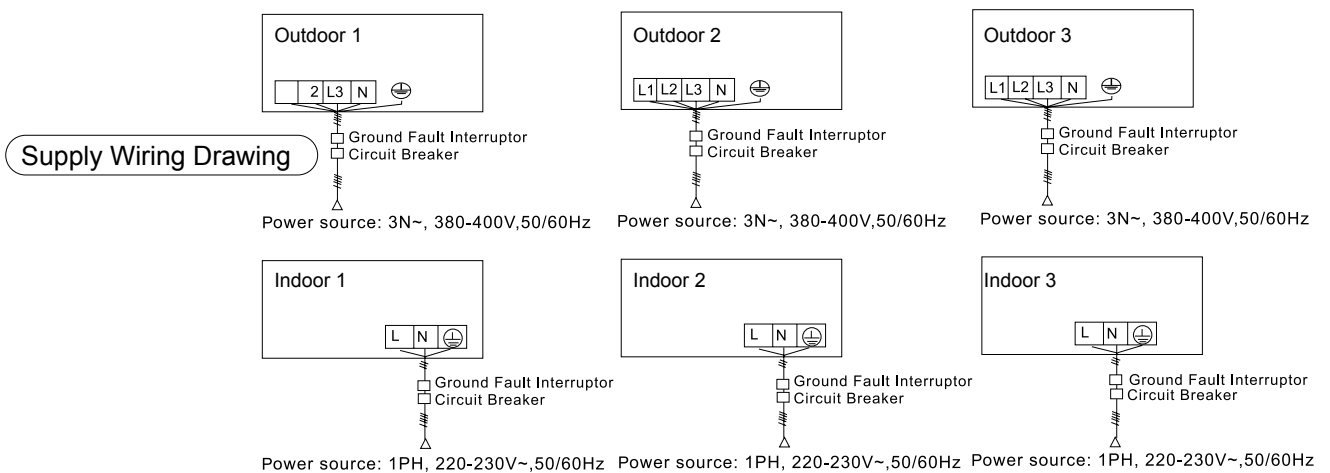 Supply Wiring Drawing
Outdoor 1
2 L3 N
Ground Fault Interruptor
Circuit Breaker
Power source: 3N~, 380-400V,50/60Hz
Outdoor 2
L1 L2 L3 N
Ground Fault Interruptor
Circuit Breaker
Power source: 3N~, 380-400V,50/60Hz
Outdoor 3
L1 L2 L3 N
Ground Fault Interruptor
Circuit Breaker
Power source: 3N~, 380-400V,50/60Hz
Indoor 1
L N
Ground Fault Interruptor
Circuit Breaker
Power source: 1PH, 220-230V~,50/60Hz
Indoor 2
L N
Ground Fault Interruptor
Circuit Breaker
Power source: 1PH, 220-230V~,50/60Hz
Indoor 3
L N
Ground Fault Interruptor
Circuit Breaker
Power source: 1PH, 220-230V~,50/60Hz